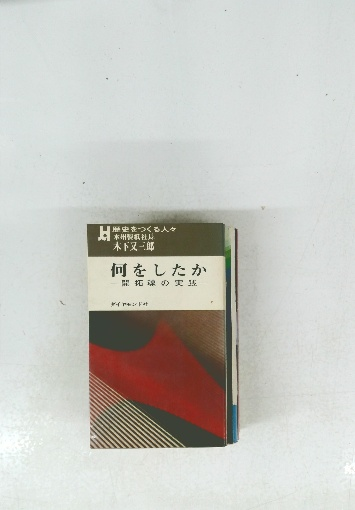 歴史をつくる人々
本州製紙社長
木下又三郎
何をしたか
―開拓魂の実践
ダイヤモンド社